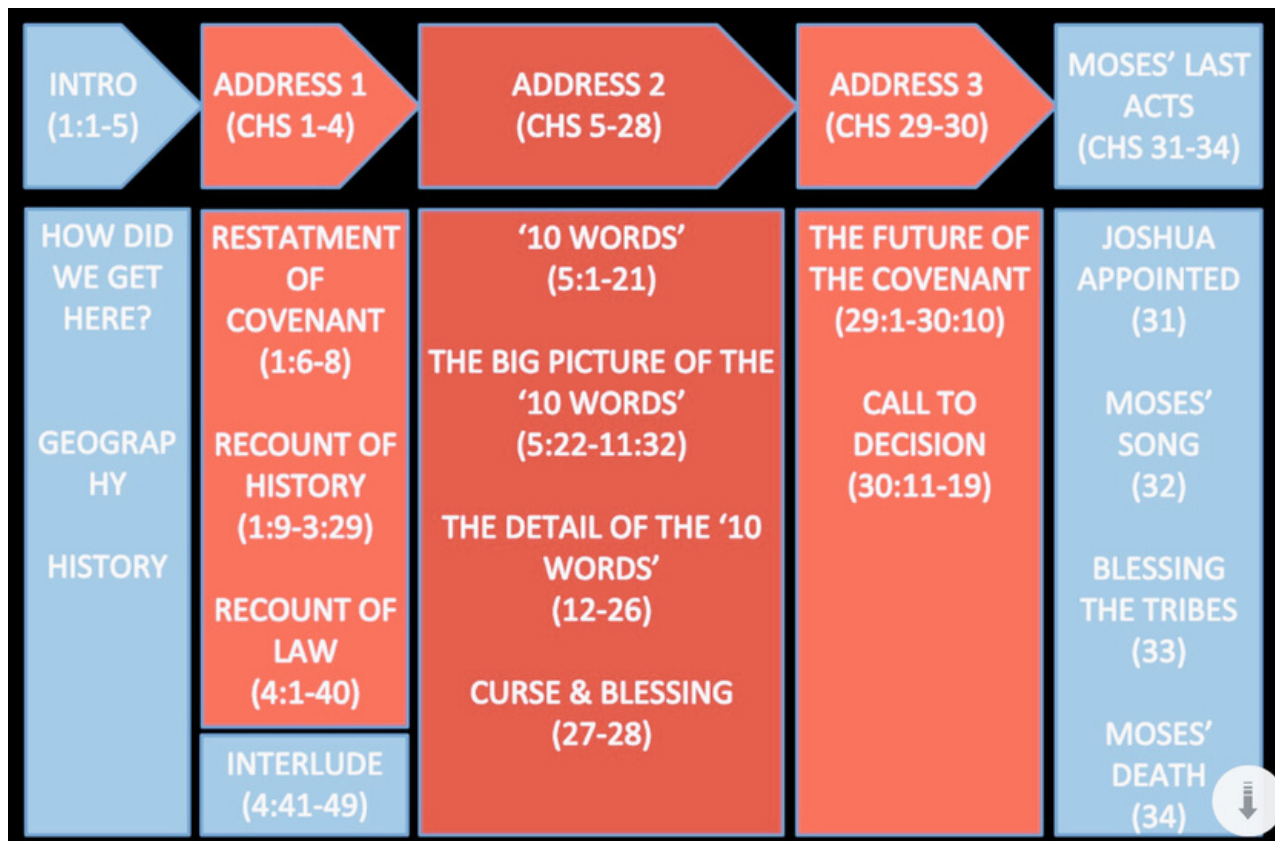 INTRO
(1:1-5)
ADDRESS 1
(CHS 1-4)
ADDRESS 2
(CHS 5-28)
ADDRESS 3
(CHS 29-30)
MOSES’ LAST
ACTS
(CHS 31-34)
HOW DID
WE GET
HERE?
GEOGRAP
HY
HISTORY
RESTATMENT
OF
COVENANT
(1:6-8)
RECOUNT OF
HISTORY
(1:9-3:29)
RECOUNT OF
LAW
(4:1-40)
INTERLUDE
(4:41-49)
‘10 WORDS’
(5:1-21)
THE BIG PICTURE OF THE
‘10 WORDS’
(5:22-11:32)
THE DETAIL OF THE ‘10
WORDS’
(12-26)
CURSE & BLESSING
(27-28)
THE FUTURE OF
THE COVENANT
(29:1-30:10)
CALL TO
DECISION
(30:11-19)
JOSHUA
APPOINTED
(31)
MOSES’
SONG
(32)
BLESSING
THE TRIBES
(33)
MOSES’
DEATH
(34)